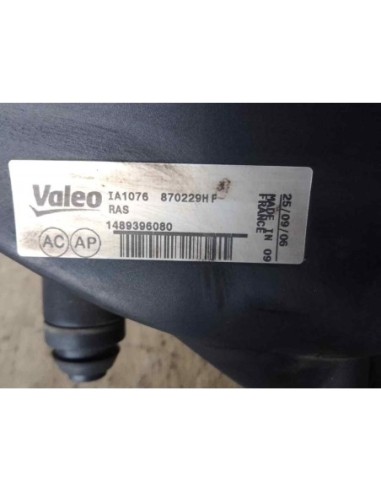 Valeo IA1076 870229H F
RAS
AC AP 1489396080
25/09/06
MADE IN 09
FRANCE